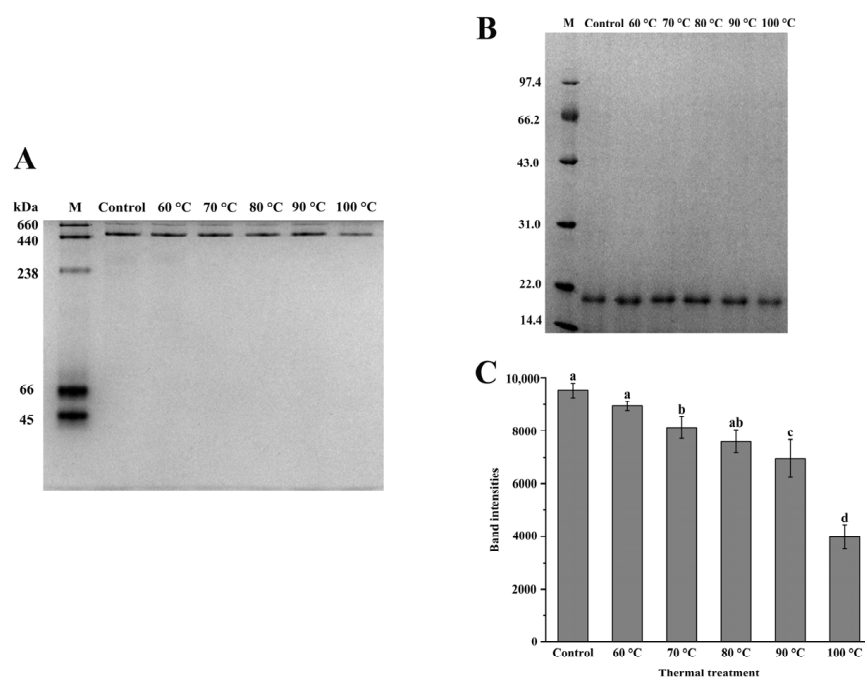 A
kDa M Control 60 °C 70 °C 80 °C 90 °C 100 °C
660
440
238
66
45
B
M Control 60 °C 70 °C 80 °C 90 °C 100 °C
97.4
66.2
43.0
31.0
22.0
14.4
C
Band intensities
10,000
8000
6000
4000
2000
0
a
a
b
ab
c
d
Control 60 °C 70 °C 80 °C 90 °C 100 °C
Thermal treatment